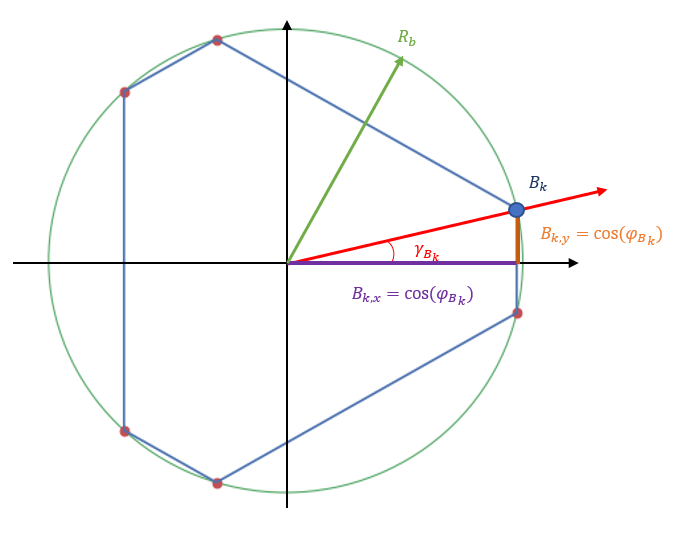 R_b
B_k
B_{k,y} = cos(φ_{B_k})
γ_{B_k}
B_{k,x} = cos(φ_{B_k})